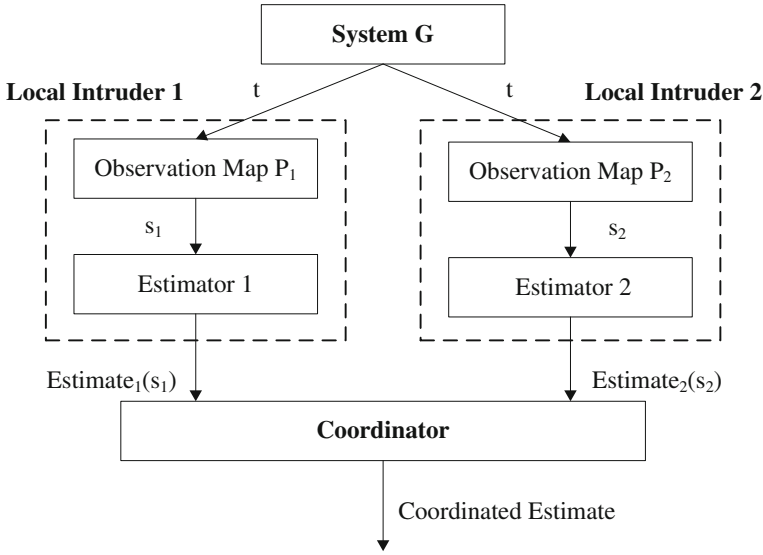 System G
t
t
Local Intruder 1
Local Intruder 2
Observation Map P₁
Observation Map P₂
s₁
s₂
Estimator 1
Estimator 2
Estimate₁(s₁)
Estimate₂(s₂)
Coordinator
Coordinated Estimate